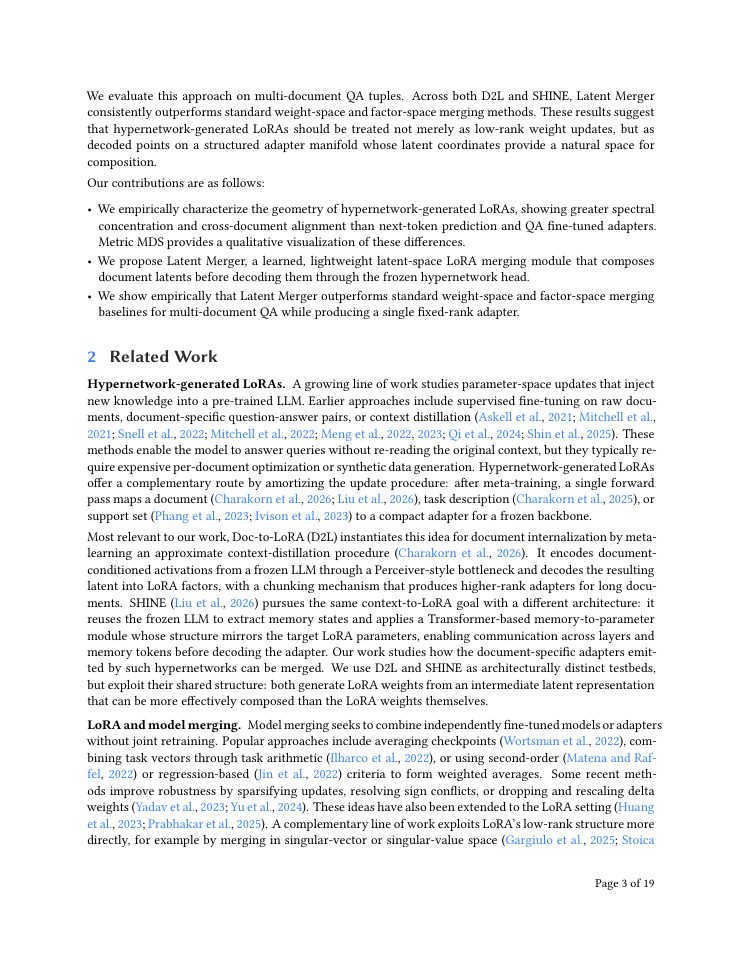 We evaluate this approach on multi-document QA tuples. Across both D2L and SHINE, Latent Merger
consistently outperforms standard weight-space and factor-space merging methods. These results suggest
that hypernetwork-generated LoRAs should be treated not merely as low-rank weight updates, but as
decoded points on a structured adapter manifold whose latent coordinates provide a natural space for
composition.
Our contributions are as follows:
• We empirically characterize the geometry of hypernetwork-generated LoRAs, showing greater spectral
concentration and cross-document alignment than next-token prediction and QA fine-tuned adapters.
Metric MDS provides a qualitative visualization of these differences.
• We propose Latent Merger, a learned, lightweight latent-space LoRA merging module that composes
document latents before decoding them through the frozen hypernetwork head.
• We show empirically that Latent Merger outperforms standard weight-space and factor-space merging
baselines for multi-document QA while producing a single fixed-rank adapter.
2 Related Work
Hypernetwork-generated LoRAs. A growing line of work studies parameter-space updates that inject
new knowledge into a pre-trained LLM. Earlier approaches include supervised fine-tuning on raw docu-
ments, document-specific question-answer pairs, or context distillation (Askell et al., 2021; Mitchell et al.,
2021; Snell et al., 2022; Mitchell et al., 2022; Meng et al., 2022, 2023; Qi et al., 2024; Shin et al., 2025). These
methods enable the model to answer queries without re-reading the original context, but they typically re-
quire expensive per-document optimization or synthetic data generation. Hypernetwork-generated LoRAs
offer a complementary route by amortizing the update procedure: after meta-training, a single forward
pass maps a document (Charakorn et al., 2026; Liu et al., 2026), task description (Charakorn et al., 2025), or
support set (Phang et al., 2023; Ivison et al., 2023) to a compact adapter for a frozen backbone.
Most relevant to our work, Doc-to-LoRA (D2L) instantiates this idea for document internalization by meta-
learning an approximate context-distillation procedure (Charakorn et al., 2026). It encodes document-
conditioned activations from a frozen LLM through a Perceiver-style bottleneck and decodes the resulting
latent into LoRA factors, with a chunking mechanism that produces higher-rank adapters for long docu-
ments. SHINE (Liu et al., 2026) pursues the same context-to-LoRA goal with a different architecture: it
reuses the frozen LLM to extract memory states and applies a Transformer-based memory-to-parameter
module whose structure mirrors the target LoRA parameters, enabling communication across layers and
memory tokens before decoding the adapter. Our work studies how the document-specific adapters emit-
ted by such hypernetworks can be merged. We use D2L and SHINE as architecturally distinct testbeds,
but exploit their shared structure: both generate LoRA weights from an intermediate latent representation
that can be more effectively composed than the LoRA weights themselves.
LoRA and model merging. Model merging seeks to combine independently fine-tuned models or adapters
without joint retraining. Popular approaches include averaging checkpoints (Wortsman et al., 2022), com-
bining task vectors through task arithmetic (Ilharco et al., 2022), or using second-order (Matena and Raf-
fel, 2022) or regression-based (Jin et al., 2022) criteria to form weighted averages. Some recent meth-
ods improve robustness by sparsifying updates, resolving sign conflicts, or dropping and rescaling delta
weights (Yadav et al., 2023; Yu et al., 2024). These ideas have also been extended to the LoRA setting (Huang
et al., 2023; Prabhakar et al., 2025). A complementary line of work exploits LoRA's low-rank structure more
directly, for example by merging in singular-vector or singular-value space (Gargiulo et al., 2025; Stoica
Page 3 of 19